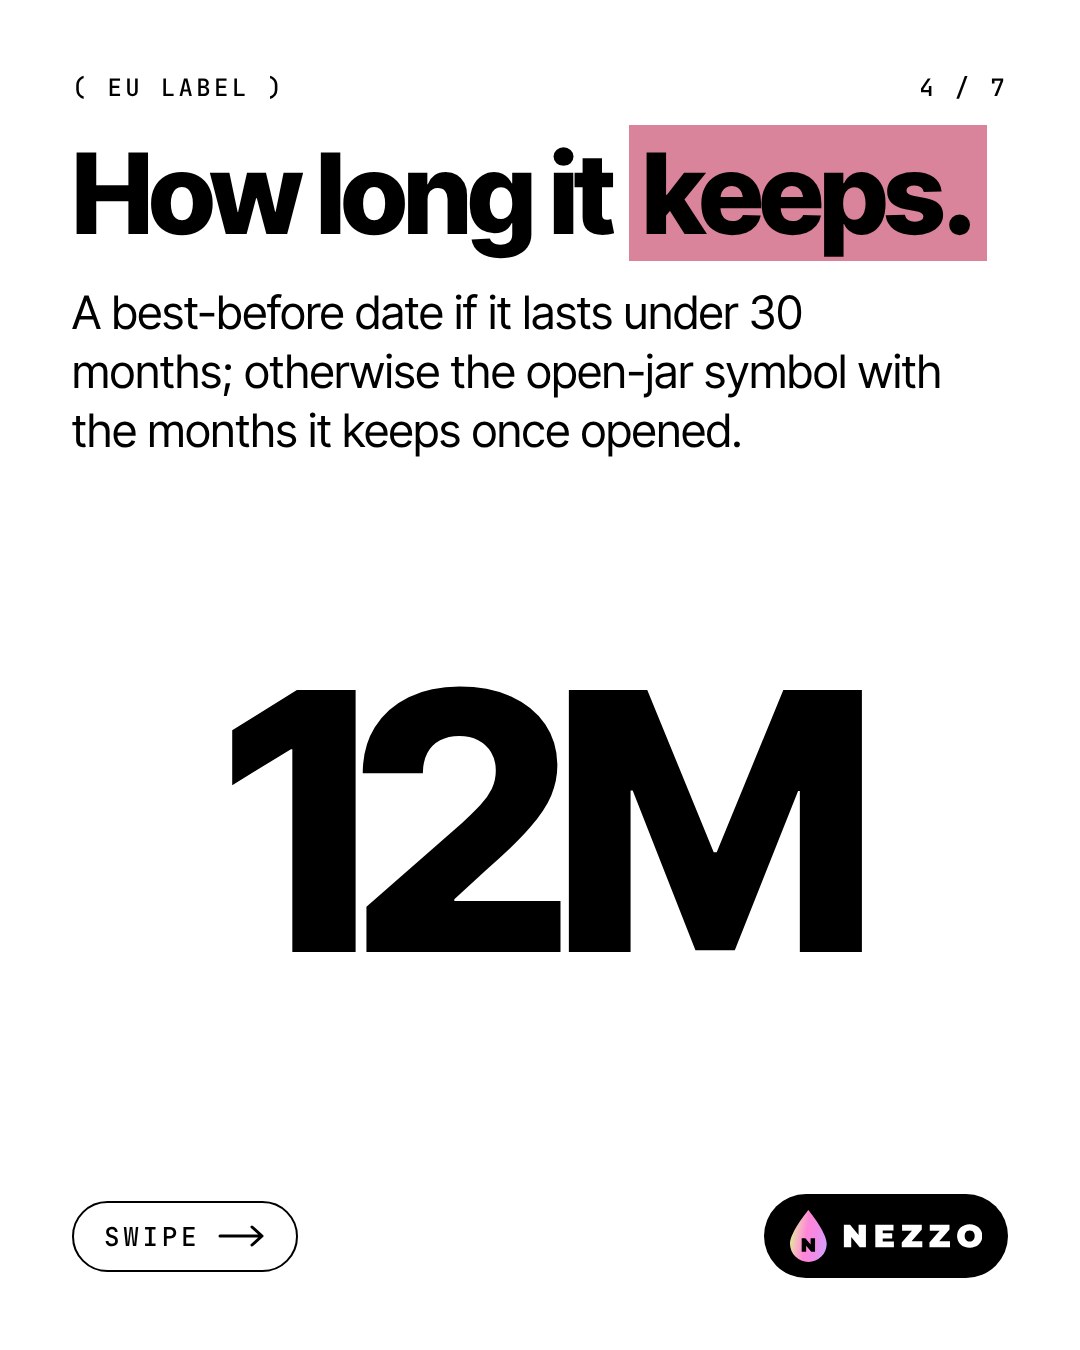 ( EU LABEL )
4 / 7
How long it keeps.
A best-before date if it lasts under 30
months; otherwise the open-jar symbol with
the months it keeps once opened.
12M
SWIPE →
N NEZZO